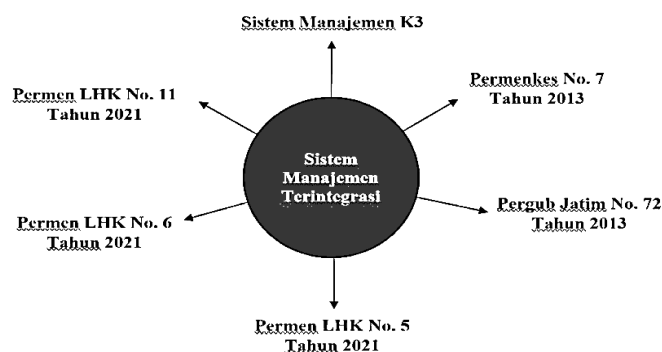 Sistem Manajemen K3
Permen LHK No. 11
Tahun 2021
Permenkes No. 7
Tahun 2013
Sistem
Manajemen
Terintegrasi
Permen LHK No. 6
Tahun 2021
Pergub Jatim No. 72
Tahun 2013
Permen LHK No. 5
Tahun 2021